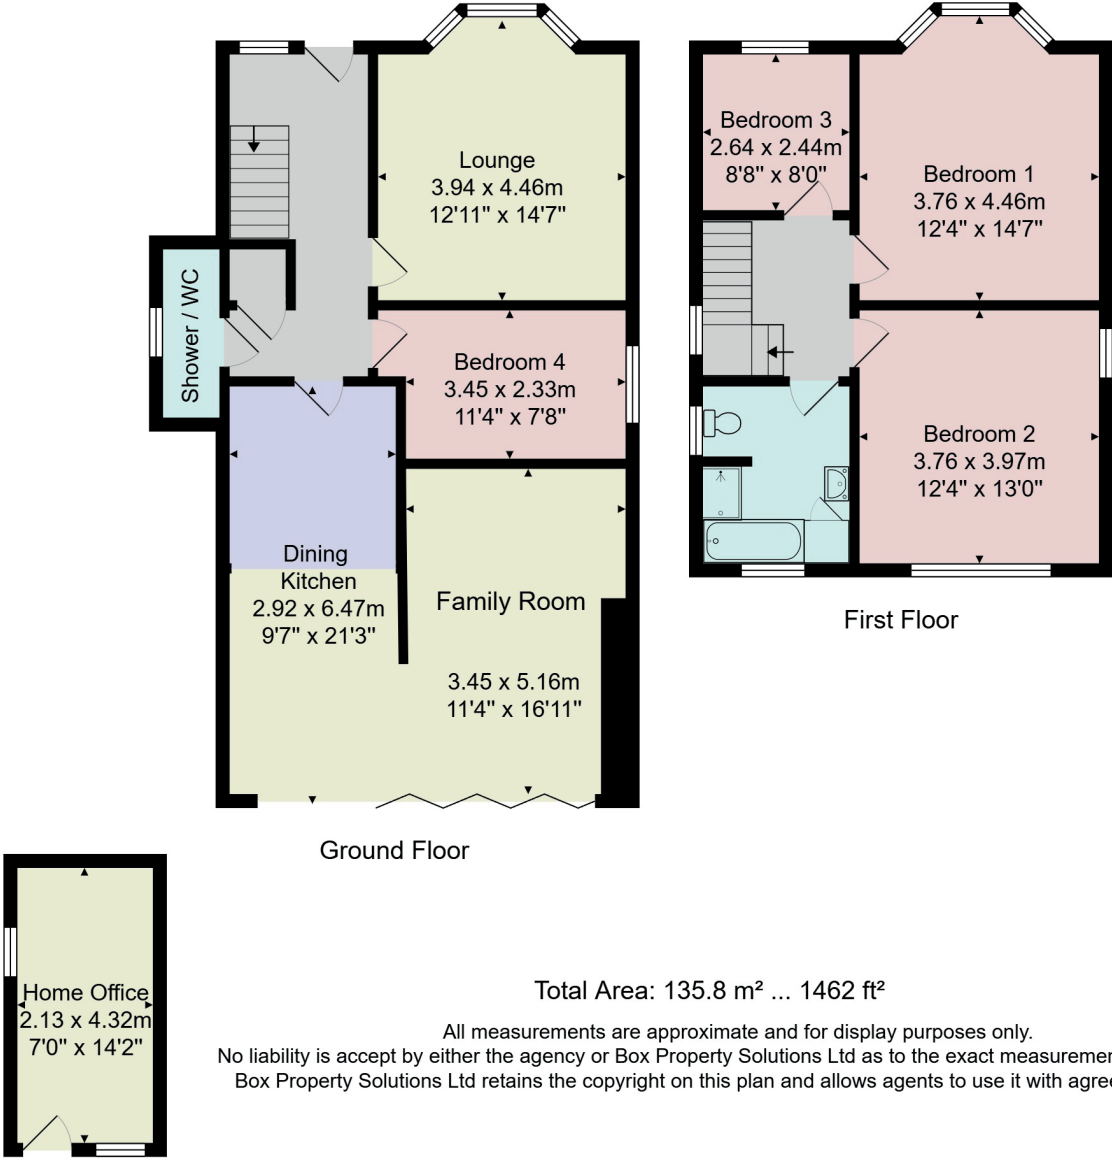 Lounge
3.94 x 4.46m
12'11" x 14'7"
Shower / WC
Bedroom 4
3.45 x 2.33m
11'4" x 7'8"
Dining
Kitchen
2.92 x 6.47m
9'7" x 21'3"
Family Room
3.45 x 5.16m
11'4" x 16'11"
Ground Floor
Bedroom 3
2.64 x 2.44m
8'8" x 8'0"
Bedroom 1
3.76 x 4.46m
12'4" x 14'7"
Bedroom 2
3.76 x 3.97m
12'4" x 13'0"
First Floor
Home Office
2.13 x 4.32m
7'0" x 14'2"
Total Area: 135.8 m² ... 1462 ft²
All measurements are approximate and for display purposes only.
No liability is accept by either the agency or Box Property Solutions Ltd as to the exact
Box Property Solutions Ltd retains the copyright on this plan and allows agents to use it with